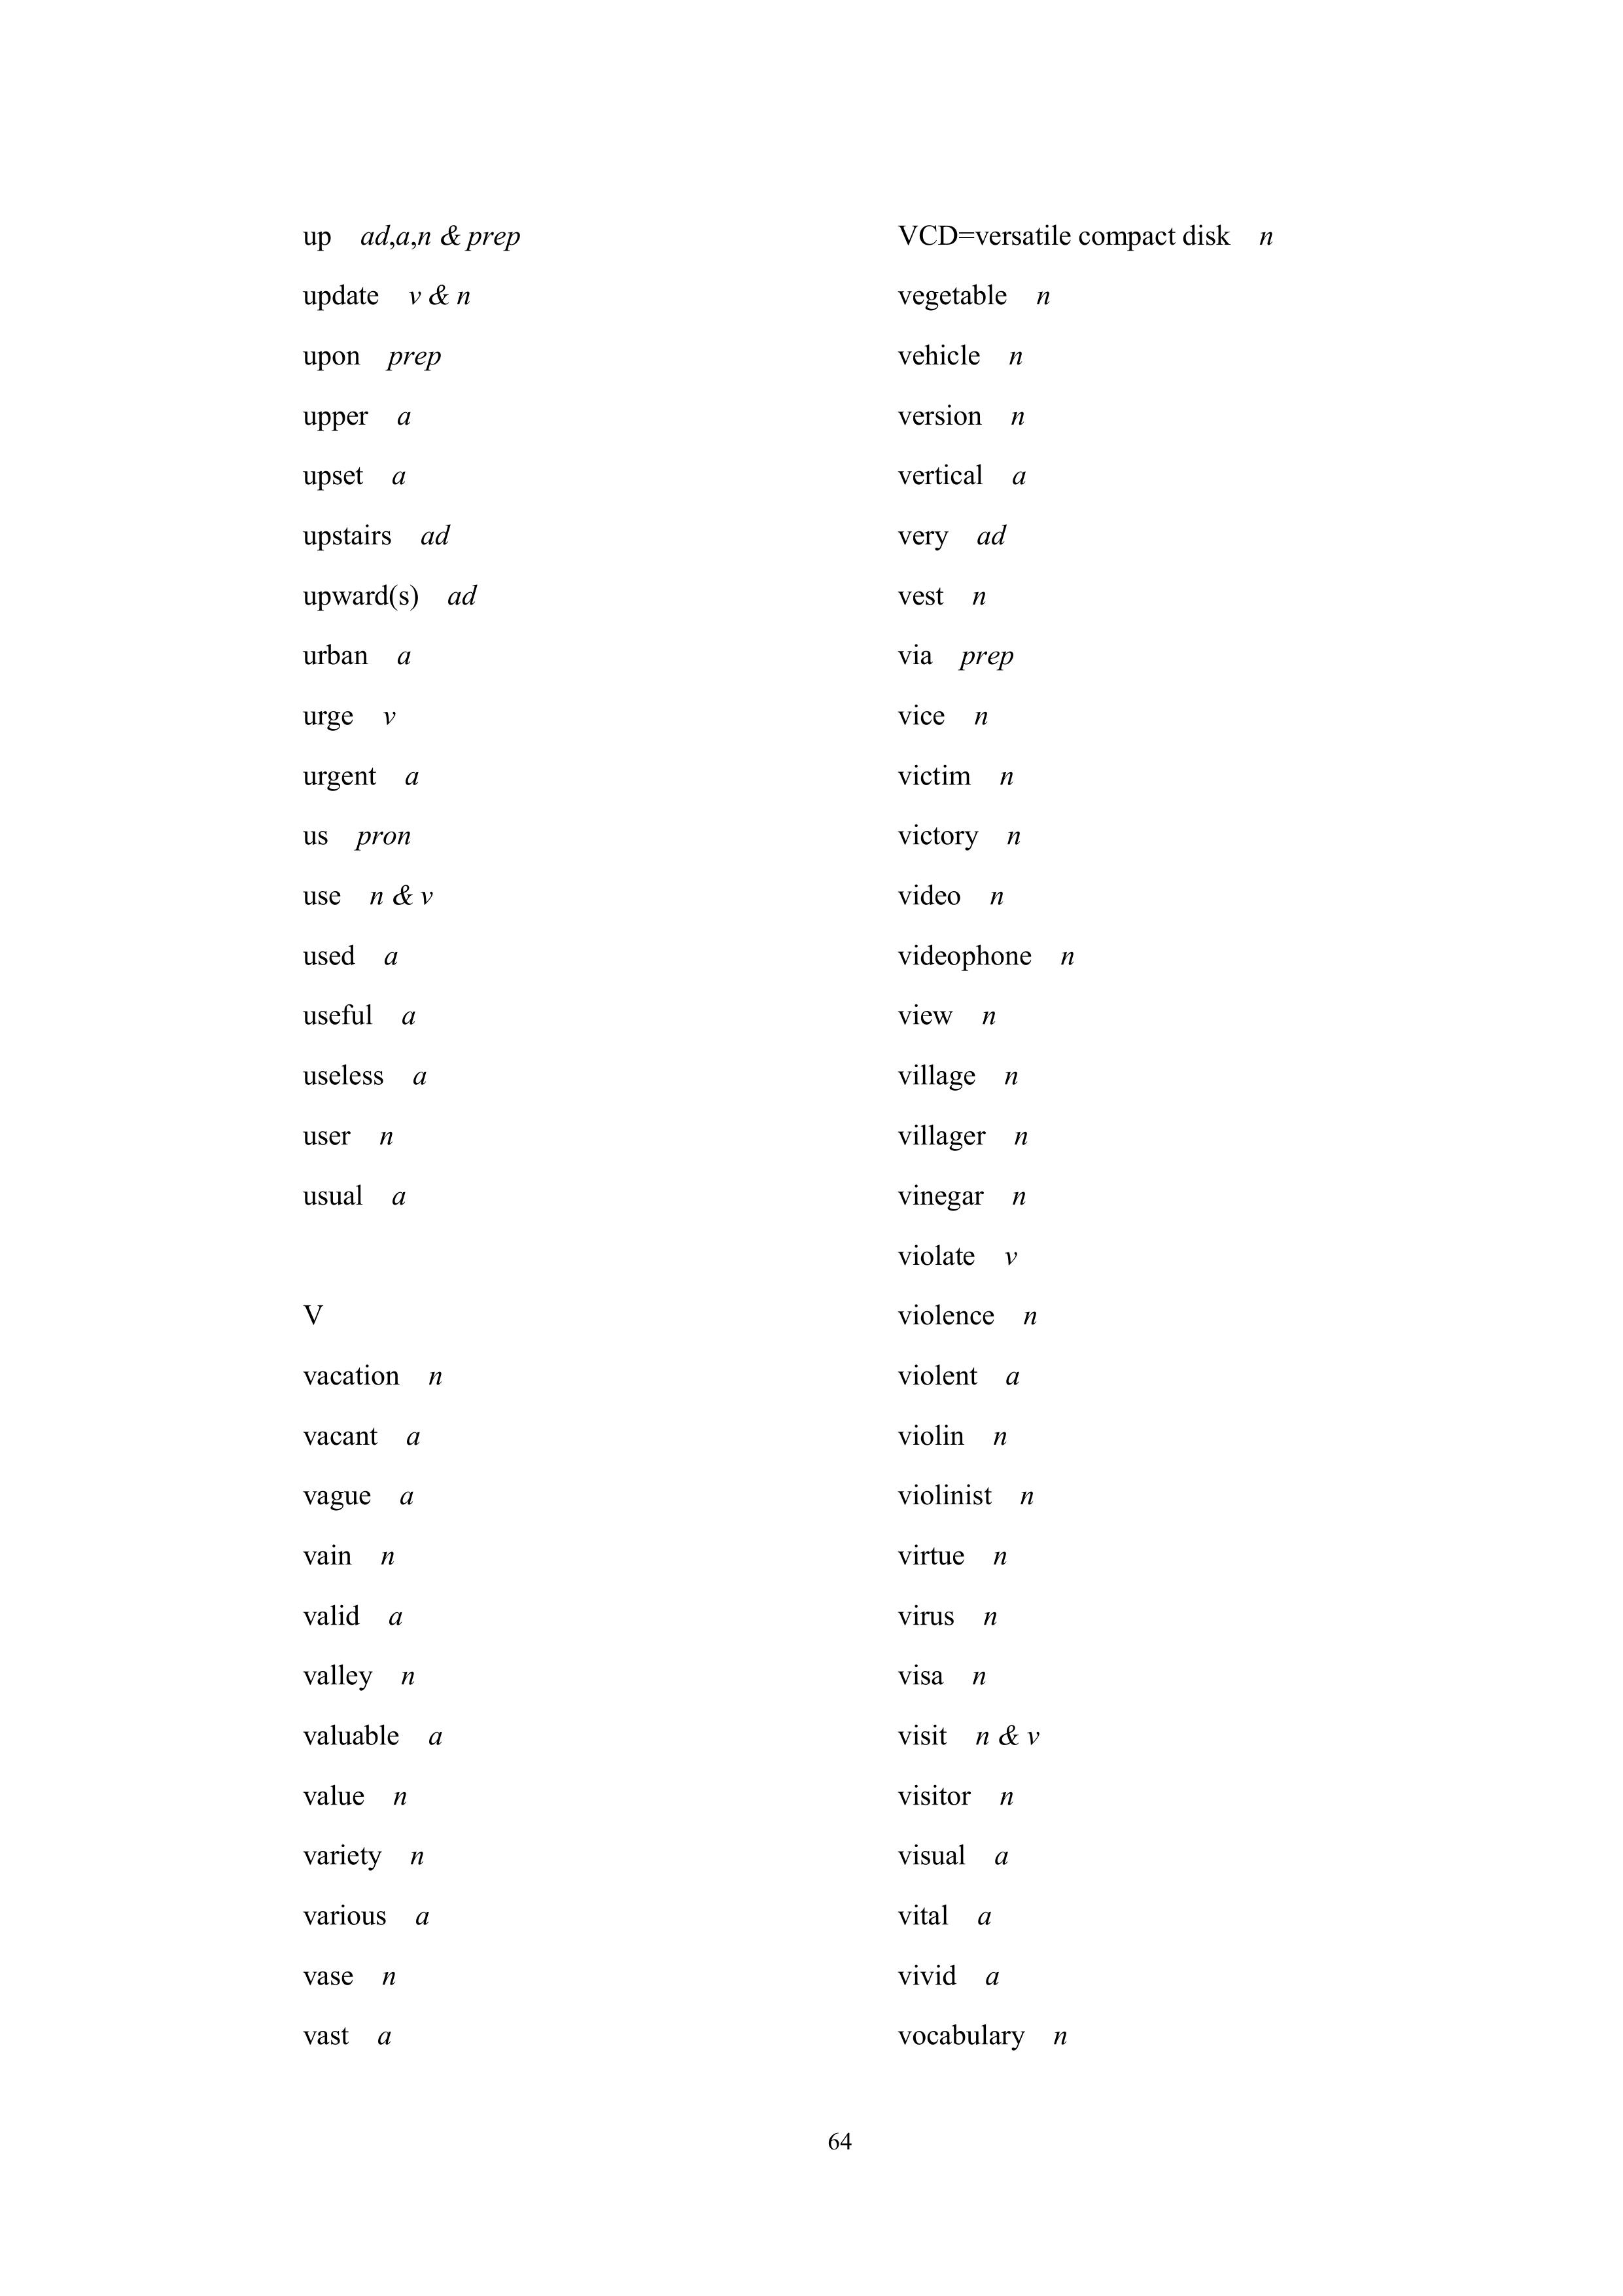 up ad,a,n & prep
update v & n
upon prep
upper a
upset a
upstairs ad
upward(s) ad
urban a
urge v
urgent a
us pron
use n & v
used a
useful a
useless a
user n
usual a
V
vacation n
vacant a
vague a
vain n
valid a
valley n
valuable a
value n
variety n
various a
vase n
vast a
VCD=versatile compact disk n
vegetable n
vehicle n
version n
vertical a
very ad
vest n
via prep
vice n
victim n
victory n
video n
videophone n
view n
village n
villager n
vinegar n
violate v
violence n
violent a
violin n
violinist n
virtue n
virus n
visa n
visit n & v
visitor n
visual a
vital a
vivid a
vocabulary n
64